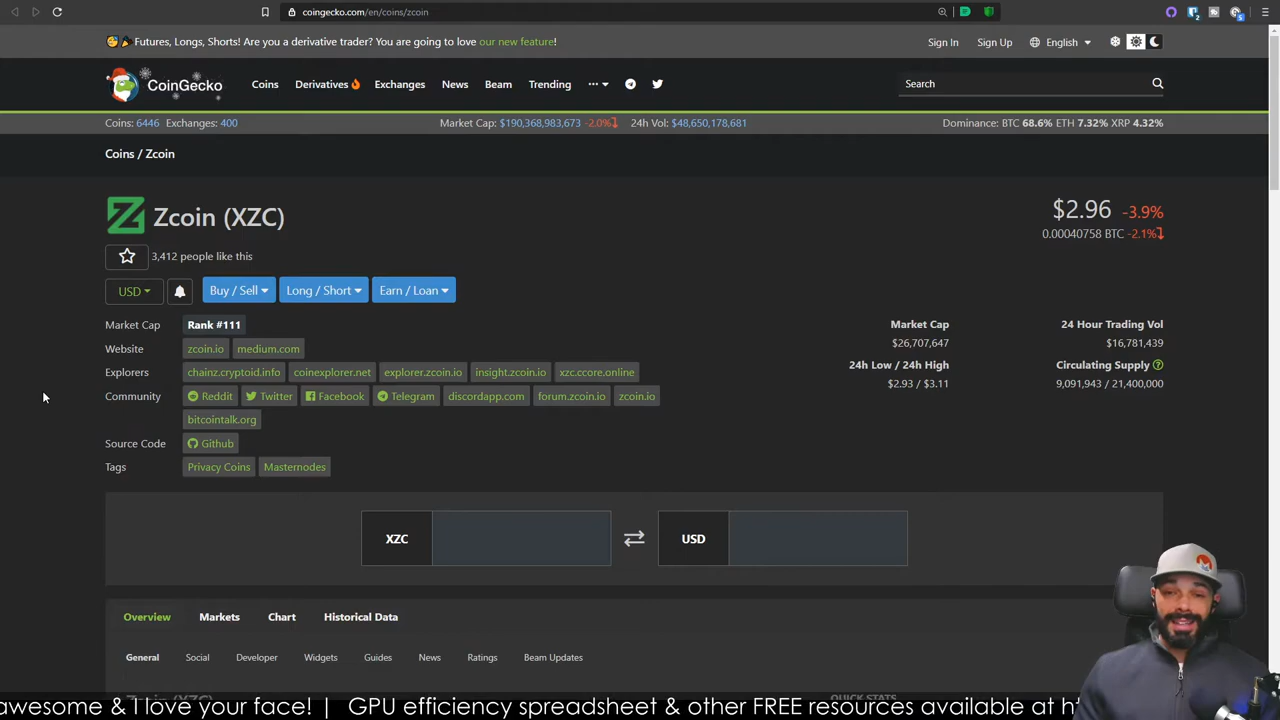 coingecko.com/en/coins/zcoin
Futures, Longs, Shorts! Are you a derivative trader? You are going to love our new feature!
Sign In Sign Up English
CoinGecko Coins Derivatives Exchanges News Beam Trending Search
Coins: 6446 Exchanges: 400 Market Cap: $190,368,983,673 -2.0% 24h Vol: $48,650,178,681 Dominance: BTC 68.6% ETH 7.32% XRP 4.32%
Coins / Zcoin
Zcoin (XZC)
$2.96 -3.9%
0.00040758 BTC -2.1%
3,412 people like this
USD Buy / Sell Long / Short Earn / Loan
Market Cap Rank #111
Website zcoin.io medium.com
Explorers chainz.cryptoid.info coinexplorer.net explorer.zcoin.io insight.zcoin.io xzc.ccore.online
Community Reddit Twitter Facebook Telegram discordapp.com forum.zcoin.io zcoin.io
bitcointalk.org
Source Code Github
Tags Privacy Coins Masternodes
Market Cap 24 Hour Trading Vol
$26,707,647 $16,781,439
24h Low / 24h High Circulating Supply
$2.93 / $3.11 9,091,943 / 21,400,000
XZC USD
Overview Markets Chart Historical Data
General Social Developer Widgets Guides News Ratings Beam Updates
Zcoin (XZC) QUICK STATS
awesome & I love your face! | GPU efficiency spreadsheet & other FREE resources available at